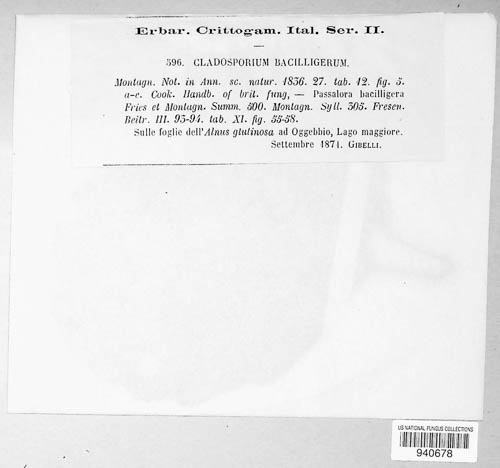 Erbar. Crittogam. Ital. Ser. II.
—
596. CLADOSPORIUM BACILLIGERUM.
Montagn. Not. in Ann. sc. natur. 1836. 27. tab. 12. fig. 5.
a-c. Cook. Handb. of brit. fung, — Passalora bacilligera
Fries et Montagn. Summ. 500. Montagn. Syll. 305. Fresen.
Beitr. III. 93-94. tab. XI. fig. 55-58.
Sulle foglie dell'Alnus glutinosa ad Oggebbio, Lago maggiore.
Settembre 1871. GIBELLI.
US NATIONAL FUNGUS COLLECTIONS
940678